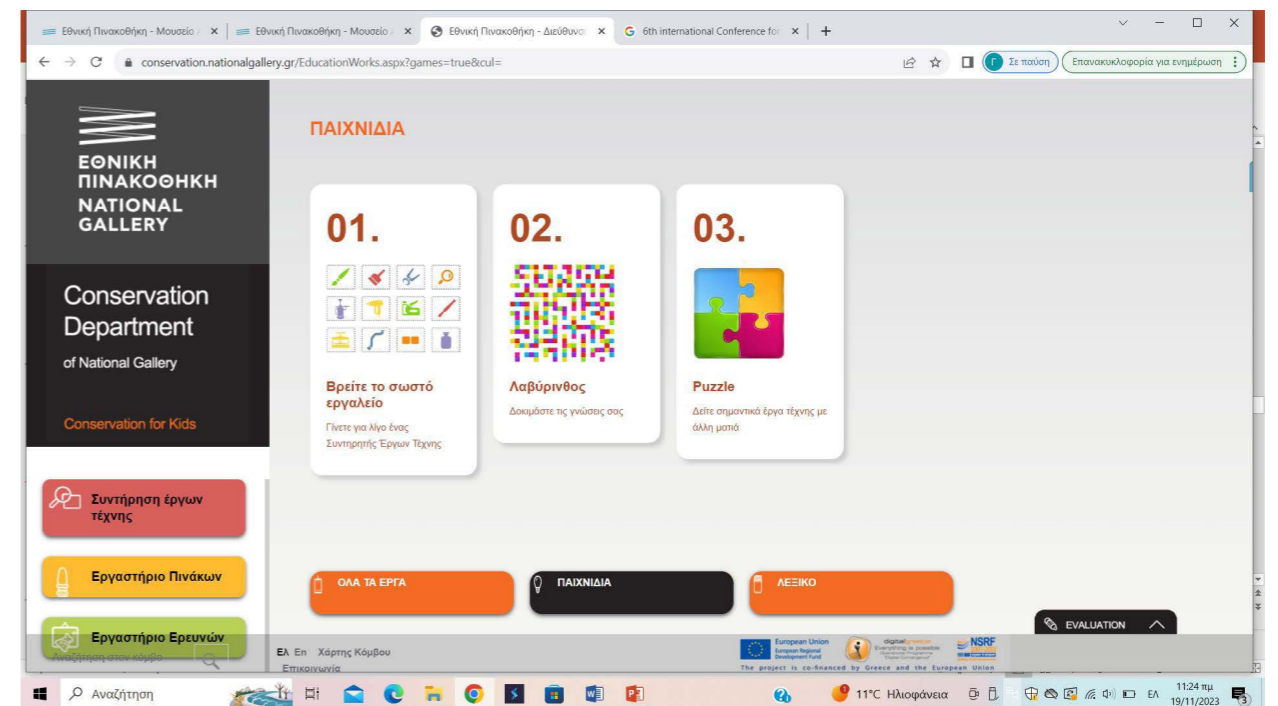 Εθνική Πινακοθήκη - Μουσείο
Εθνική Πινακοθήκη - Μουσείο
Εθνική Πινακοθήκη - Διεύθυνσ
6th international Conference for
conservation.nationalgallery.gr/EducationWorks.aspx?games=true&cul=
Γ
Σε παύση
Επανακυκλοφορία για ενημέρωση
ΕΘΝΙΚΗ
ΠΙΝΑΚΟΘΗΚΗ
NATIONAL
GALLERY
Conservation
Department
of National Gallery
Conservation for Kids
Συντήρηση έργων
τέχνης
Εργαστήριο Πινάκων
Εργαστήριο Ερευνών
Αναζήτηση στον κόμβο
ΠΑΙΧΝΙΔΙΑ
01.
Βρείτε το σωστό
εργαλείο
Γίνετε για λίγο ένας
Συντηρητής Έργων Τέχνης
02.
Λαβύρινθος
Δοκιμάστε τις γνώσεις σας
03.
Puzzle
Δείτε σημαντικά έργα τέχνης με
άλλη ματιά
ΟΛΑ ΤΑ ΕΡΓΑ
ΠΑΙΧΝΙΔΙΑ
ΛΕΞΙΚΟ
EVALUATION
Ελ En Χάρτης Κόμβου
Επικοινωνία
European Union
European Regional
Development Fund
NSRF
The project is co-financed by Greece and the European Union
Αναζήτηση
11°C Ηλιοφάνεια
ΕΛ
11:24 πμ
19/11/2023